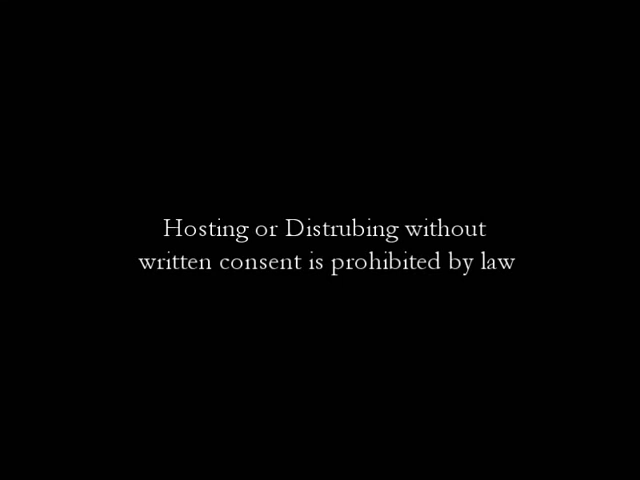 Hosting or Distrubing without
written consent is prohibited by law